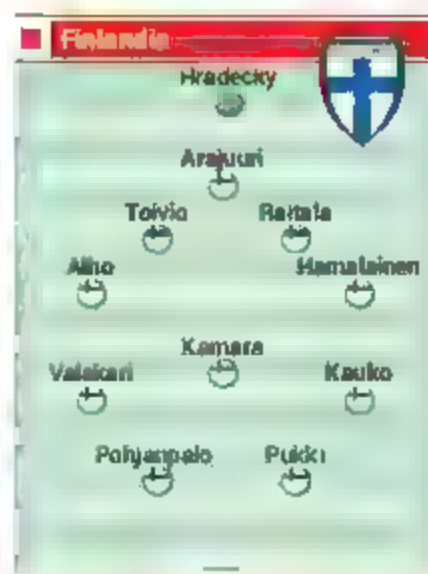 Finlandia
Hradecky
Arajuuri
Toivio Raitala
Alho Hamalainen
Kamara
Valakari Kauko
Pohjanpalo Pukki